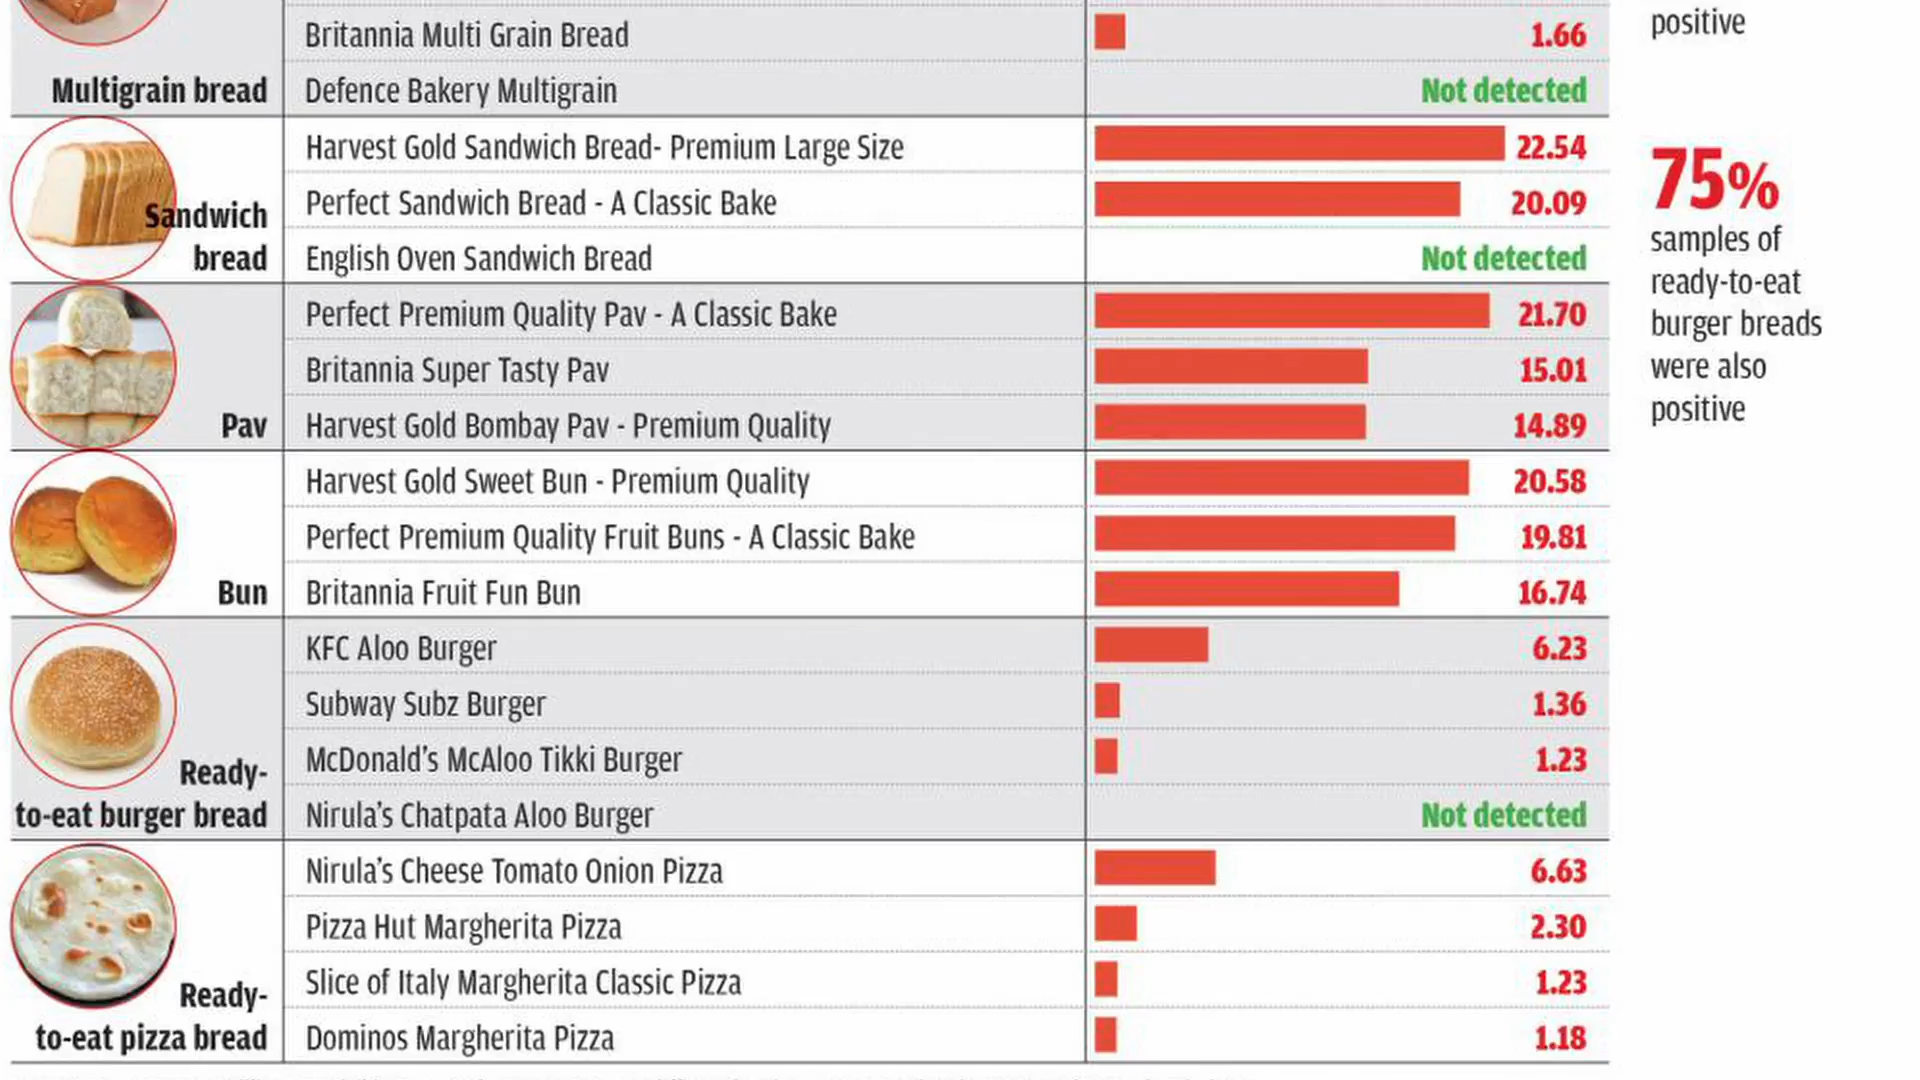 Britannia Multi Grain Bread 1.66
Multigrain bread Defence Bakery Multigrain Not detected
Harvest Gold Sandwich Bread- Premium Large Size 22.54
Sandwich
bread
Perfect Sandwich Bread - A Classic Bake 20.09
English Oven Sandwich Bread Not detected
Perfect Premium Quality Pav - A Classic Bake 21.70
Britannia Super Tasty Pav 15.01
Pav Harvest Gold Bombay Pav - Premium Quality 14.89
Harvest Gold Sweet Bun - Premium Quality 20.58
Perfect Premium Quality Fruit Buns - A Classic Bake 19.81
Bun Britannia Fruit Fun Bun 16.74
KFC Aloo Burger 6.23
Subway Subz Burger 1.36
McDonald's McAloo Tikki Burger 1.23
Ready-
to-eat burger bread Nirula's Chatpata Aloo Burger Not detected
Nirula's Cheese Tomato Onion Pizza 6.63
Pizza Hut Margherita Pizza 2.30
Slice of Italy Margherita Classic Pizza 1.23
Ready-
to-eat pizza bread Dominos Margherita Pizza 1.18
positive
75%
samples of
ready-to-eat
burger breads
were also
positive